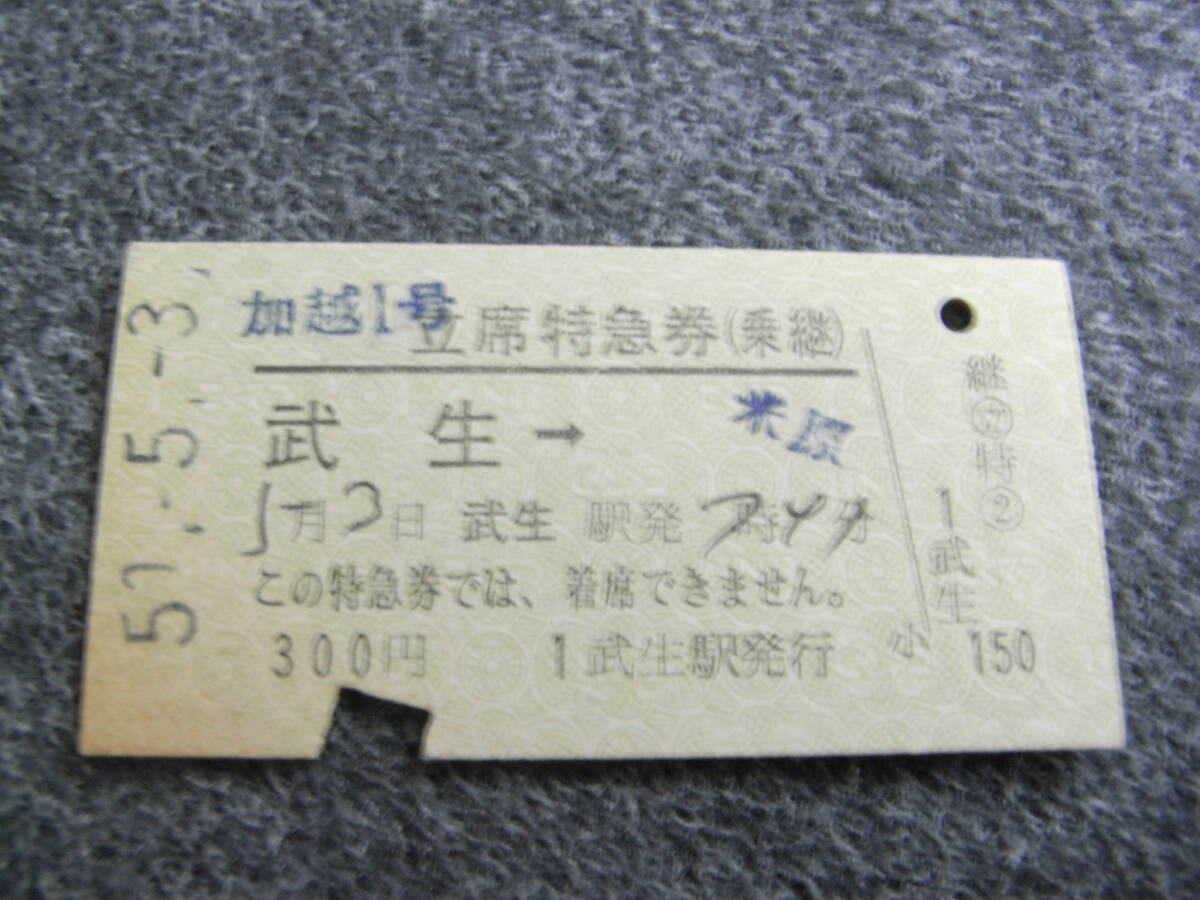 51.-5.-3.
加越1号
立席特急券(乗継)
武生→米原
5月3日 武生 駅発 7時 分
この特急券では、着席できません。
300円 1武生駅発行
継 特②
1武生
小 150